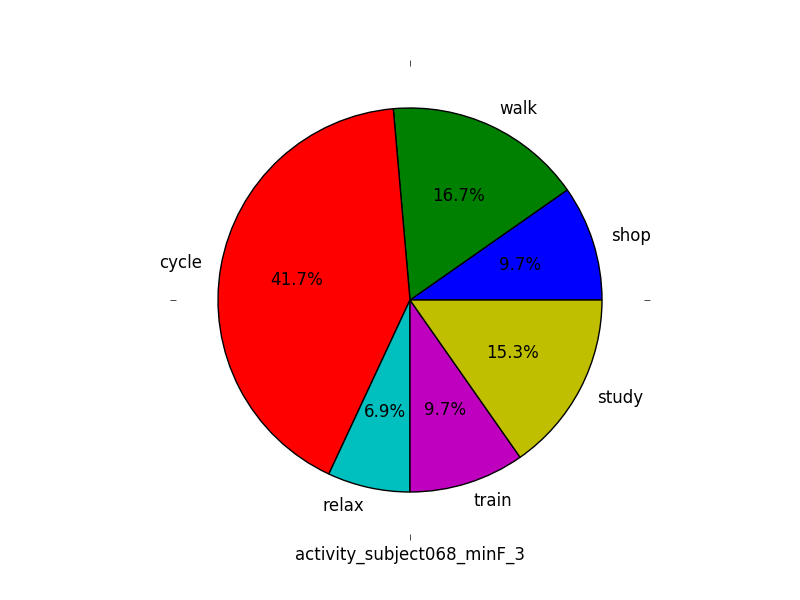 walk
16.7%
shop
9.7%
cycle
41.7%
15.3%
study
6.9%
9.7%
relax
train
activity_subject068_minF_3